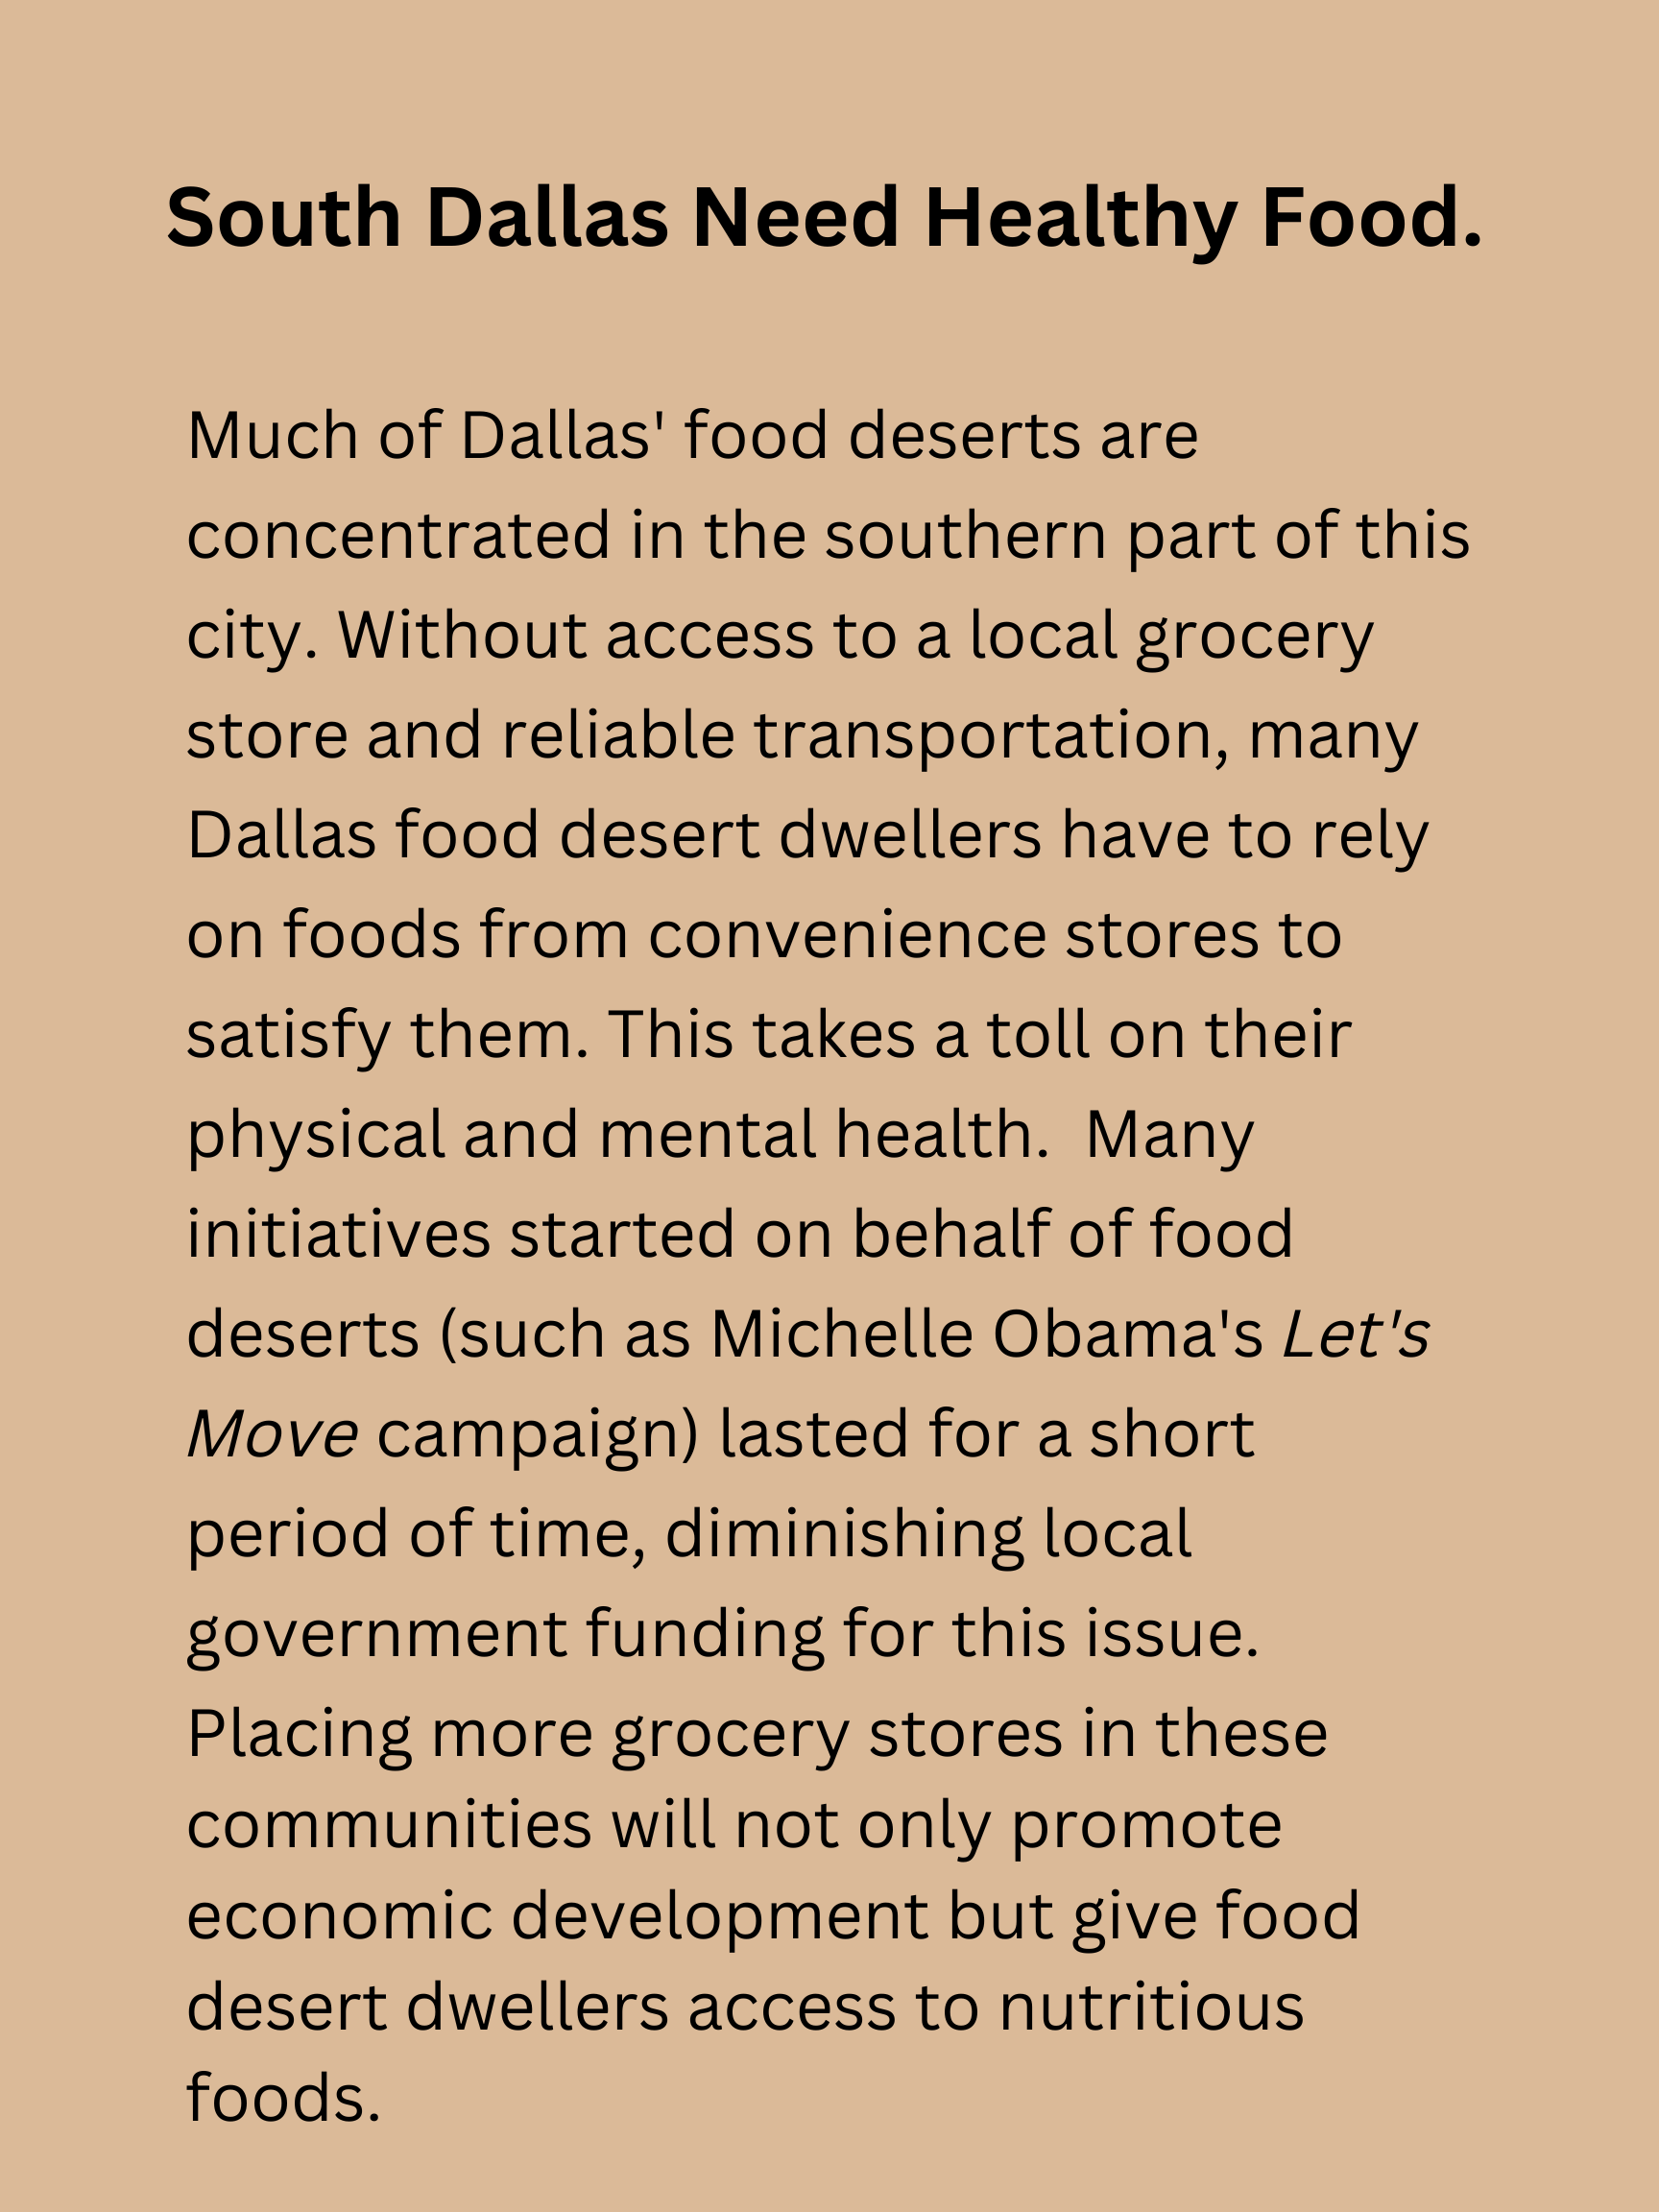 South Dallas Need Healthy Food.
Much of Dallas' food deserts are
concentrated in the southern part of this
city. Without access to a local grocery
store and reliable transportation, many
Dallas food desert dwellers have to rely
on foods from convenience stores to
satisfy them. This takes a toll on their
physical and mental health.  Many
initiatives started on behalf of food
deserts (such as Michelle Obama's Let's
Move campaign) lasted for a short
period of time, diminishing local
government funding for this issue.
Placing more grocery stores in these
communities will not only promote
economic development but give food
desert dwellers access to nutritious
foods.